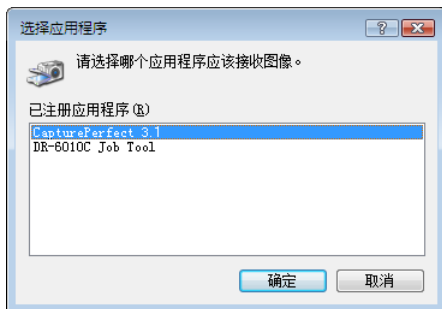 选择应用程序
请选择哪个应用程序应该接收图像。
已注册应用程序(R)
CapturePerfect 3.1
DR-6010C Job Tool
确定
取消